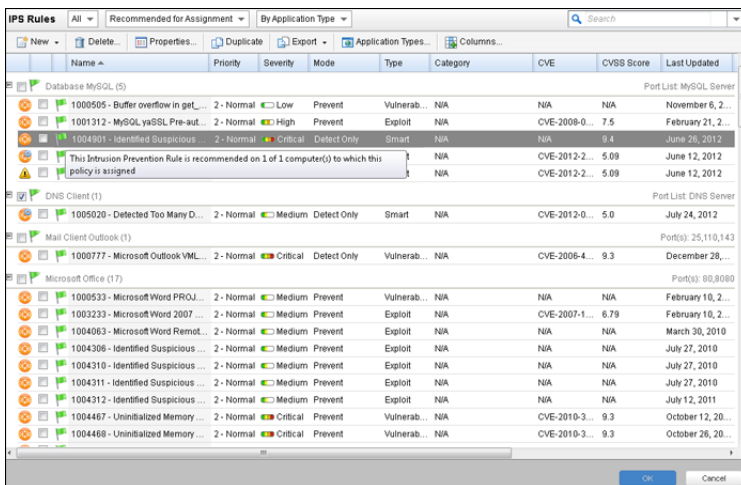 IPS Rules All Recommended for Assignment By Application Type Search
New Delete... Properties... Duplicate Export Application Types... Columns...
Name Priority Severity Mode Type Category CVE CVSS Score Last Updated
Database MySQL (5) Port List: MySQL Server
1000505 - Buffer overflow in get_... 2 - Normal Low Prevent Vulnerab... N/A N/A N/A November 6, 2...
1001312 - MySQL yaSSL Pre-aut... 2 - Normal High Prevent Exploit N/A CVE-2008-0... 7.5 February 21, 2...
1004901 - Identified Suspicious ... 2 - Normal Critical Detect Only Smart N/A N/A 9.4 June 26, 2012
This Intrusion Prevention Rule is recommended on 1 of 1 computer(s) to which this
policy is assigned
N/A CVE-2012-2... 5.09 June 12, 2012
N/A CVE-2012-2... 5.09 June 12, 2012
DNS Client (1) Port List: DNS Server
1005020 - Detected Too Many D... 2 - Normal Medium Detect Only Smart N/A CVE-2012-0... 5.0 July 24, 2012
Mail Client Outlook (1) Port(s): 25,110,143
1000777 - Microsoft Outlook VML... 2 - Normal Critical Detect Only Vulnerab... N/A CVE-2006-4... 9.3 December 28,...
Microsoft Office (17) Port(s): 80,8080
1000533 - Microsoft Word PROJ... 2 - Normal Medium Prevent Vulnerab... N/A N/A N/A February 10, 2...
1003233 - Microsoft Word 2007 ... 2 - Normal Medium Prevent Exploit N/A CVE-2007-1... 6.79 February 10, 2...
1004063 - Microsoft Word Remot... 2 - Normal Medium Prevent Exploit N/A N/A N/A March 30, 2010
1004306 - Identified Suspicious ... 2 - Normal Medium Prevent Exploit N/A N/A N/A July 27, 2010
1004310 - Identified Suspicious ... 2 - Normal Medium Prevent Exploit N/A N/A N/A July 27, 2010
1004311 - Identified Suspicious ... 2 - Normal Medium Prevent Exploit N/A N/A N/A July 27, 2010
1004312 - Identified Suspicious ... 2 - Normal Medium Prevent Exploit N/A N/A N/A July 12, 2011
1004467 - Uninitialized Memory ... 2 - Normal Critical Prevent Vulnerab... N/A CVE-2010-3... 9.3 October 12, 20...
1004468 - Uninitialized Memory ... 2 - Normal Critical Prevent Vulnerab... N/A CVE-2010-3... 9.3 October 26, 20...
OK Cancel